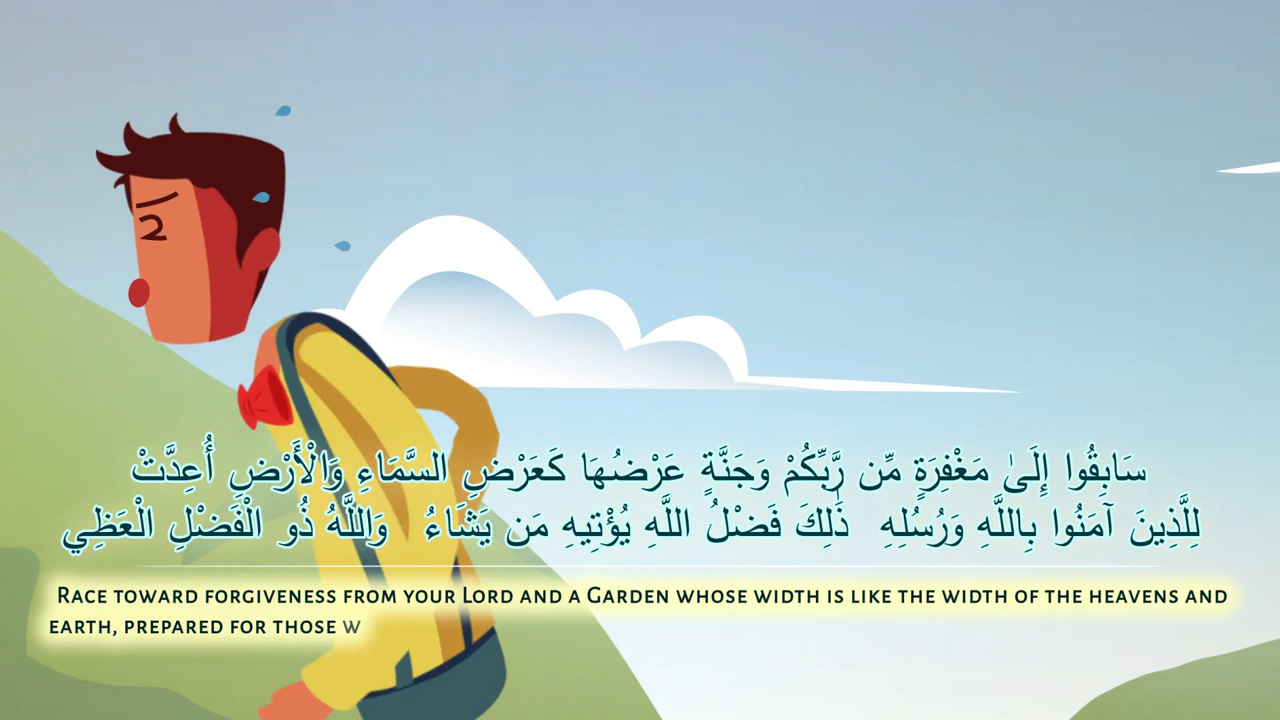 سَابِقُوا إِلَىٰ مَغْفِرَةٍ مِّن رَّبِّكُمْ وَجَنَّةٍ عَرْضُهَا كَعَرْضِ السَّمَاءِ وَالْأَرْضِ أُعِدَّتْ
لِلَّذِينَ آمَنُوا بِاللَّهِ وَرُسُلِهِ ذَٰلِكَ فَضْلُ اللَّهِ يُؤْتِيهِ مَن يَشَاءُ وَاللَّهُ ذُو الْفَضْلِ الْعَظِي
Race toward forgiveness from your Lord and a Garden whose width is like the width of the heavens and
earth, prepared for those w